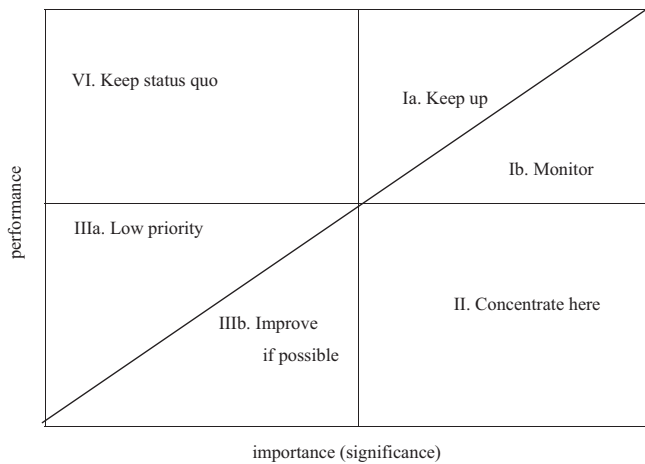 VI. Keep status quo
Ia. Keep up
Ib. Monitor
performance
IIIa. Low priority
II. Concentrate here
IIIb. Improve
if possible
importance (significance)